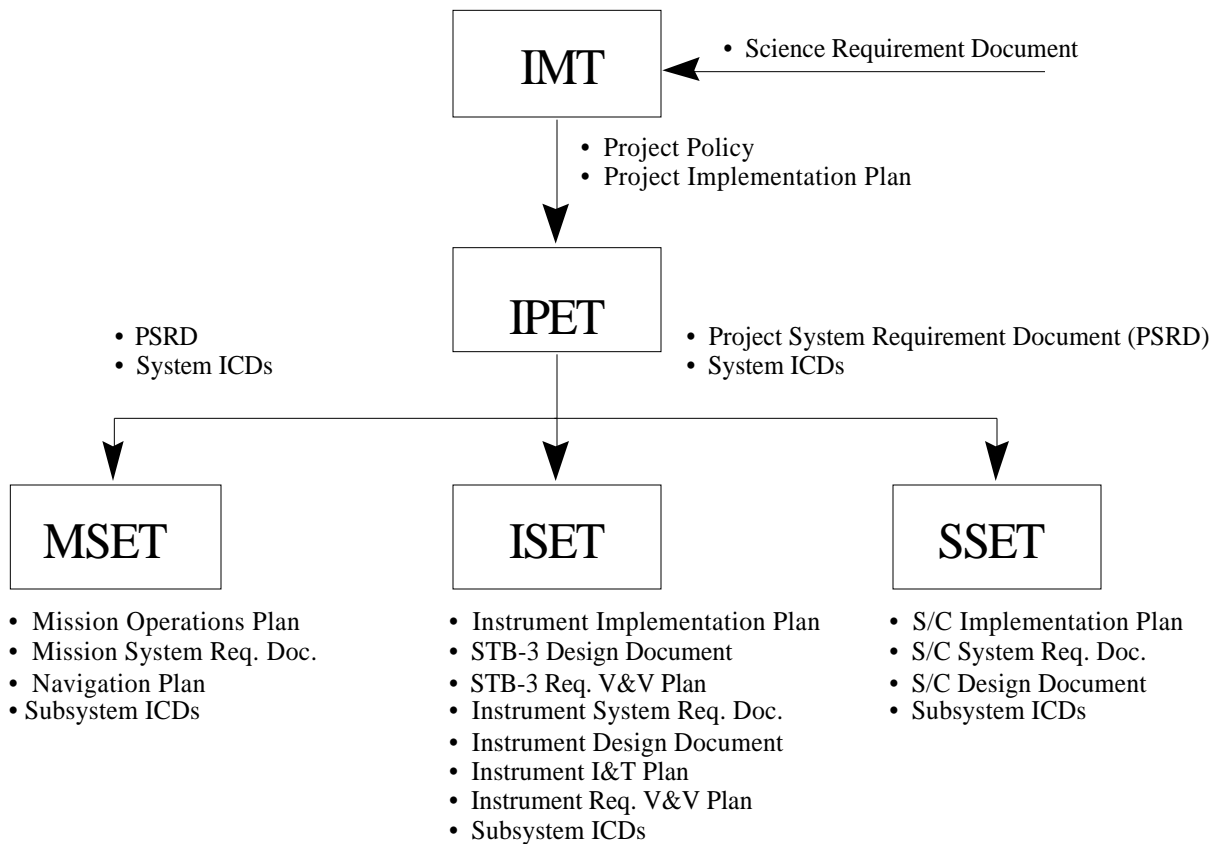 IMT
• Science Requirement Document
• Project Policy
• Project Implementation Plan
IPET
• PSRD
• System ICDs
• Project System Requirement Document (PSRD)
• System ICDs
MSET
• Mission Operations Plan
• Mission System Req. Doc.
• Navigation Plan
• Subsystem ICDs
ISET
• Instrument Implementation Plan
• STB-3 Design Document
• STB-3 Req. V&V Plan
• Instrument System Req. Doc.
• Instrument Design Document
• Instrument I&T Plan
• Instrument Req. V&V Plan
• Subsystem ICDs
SSET
• S/C Implementation Plan
• S/C System Req. Doc.
• S/C Design Document
• Subsystem ICDs